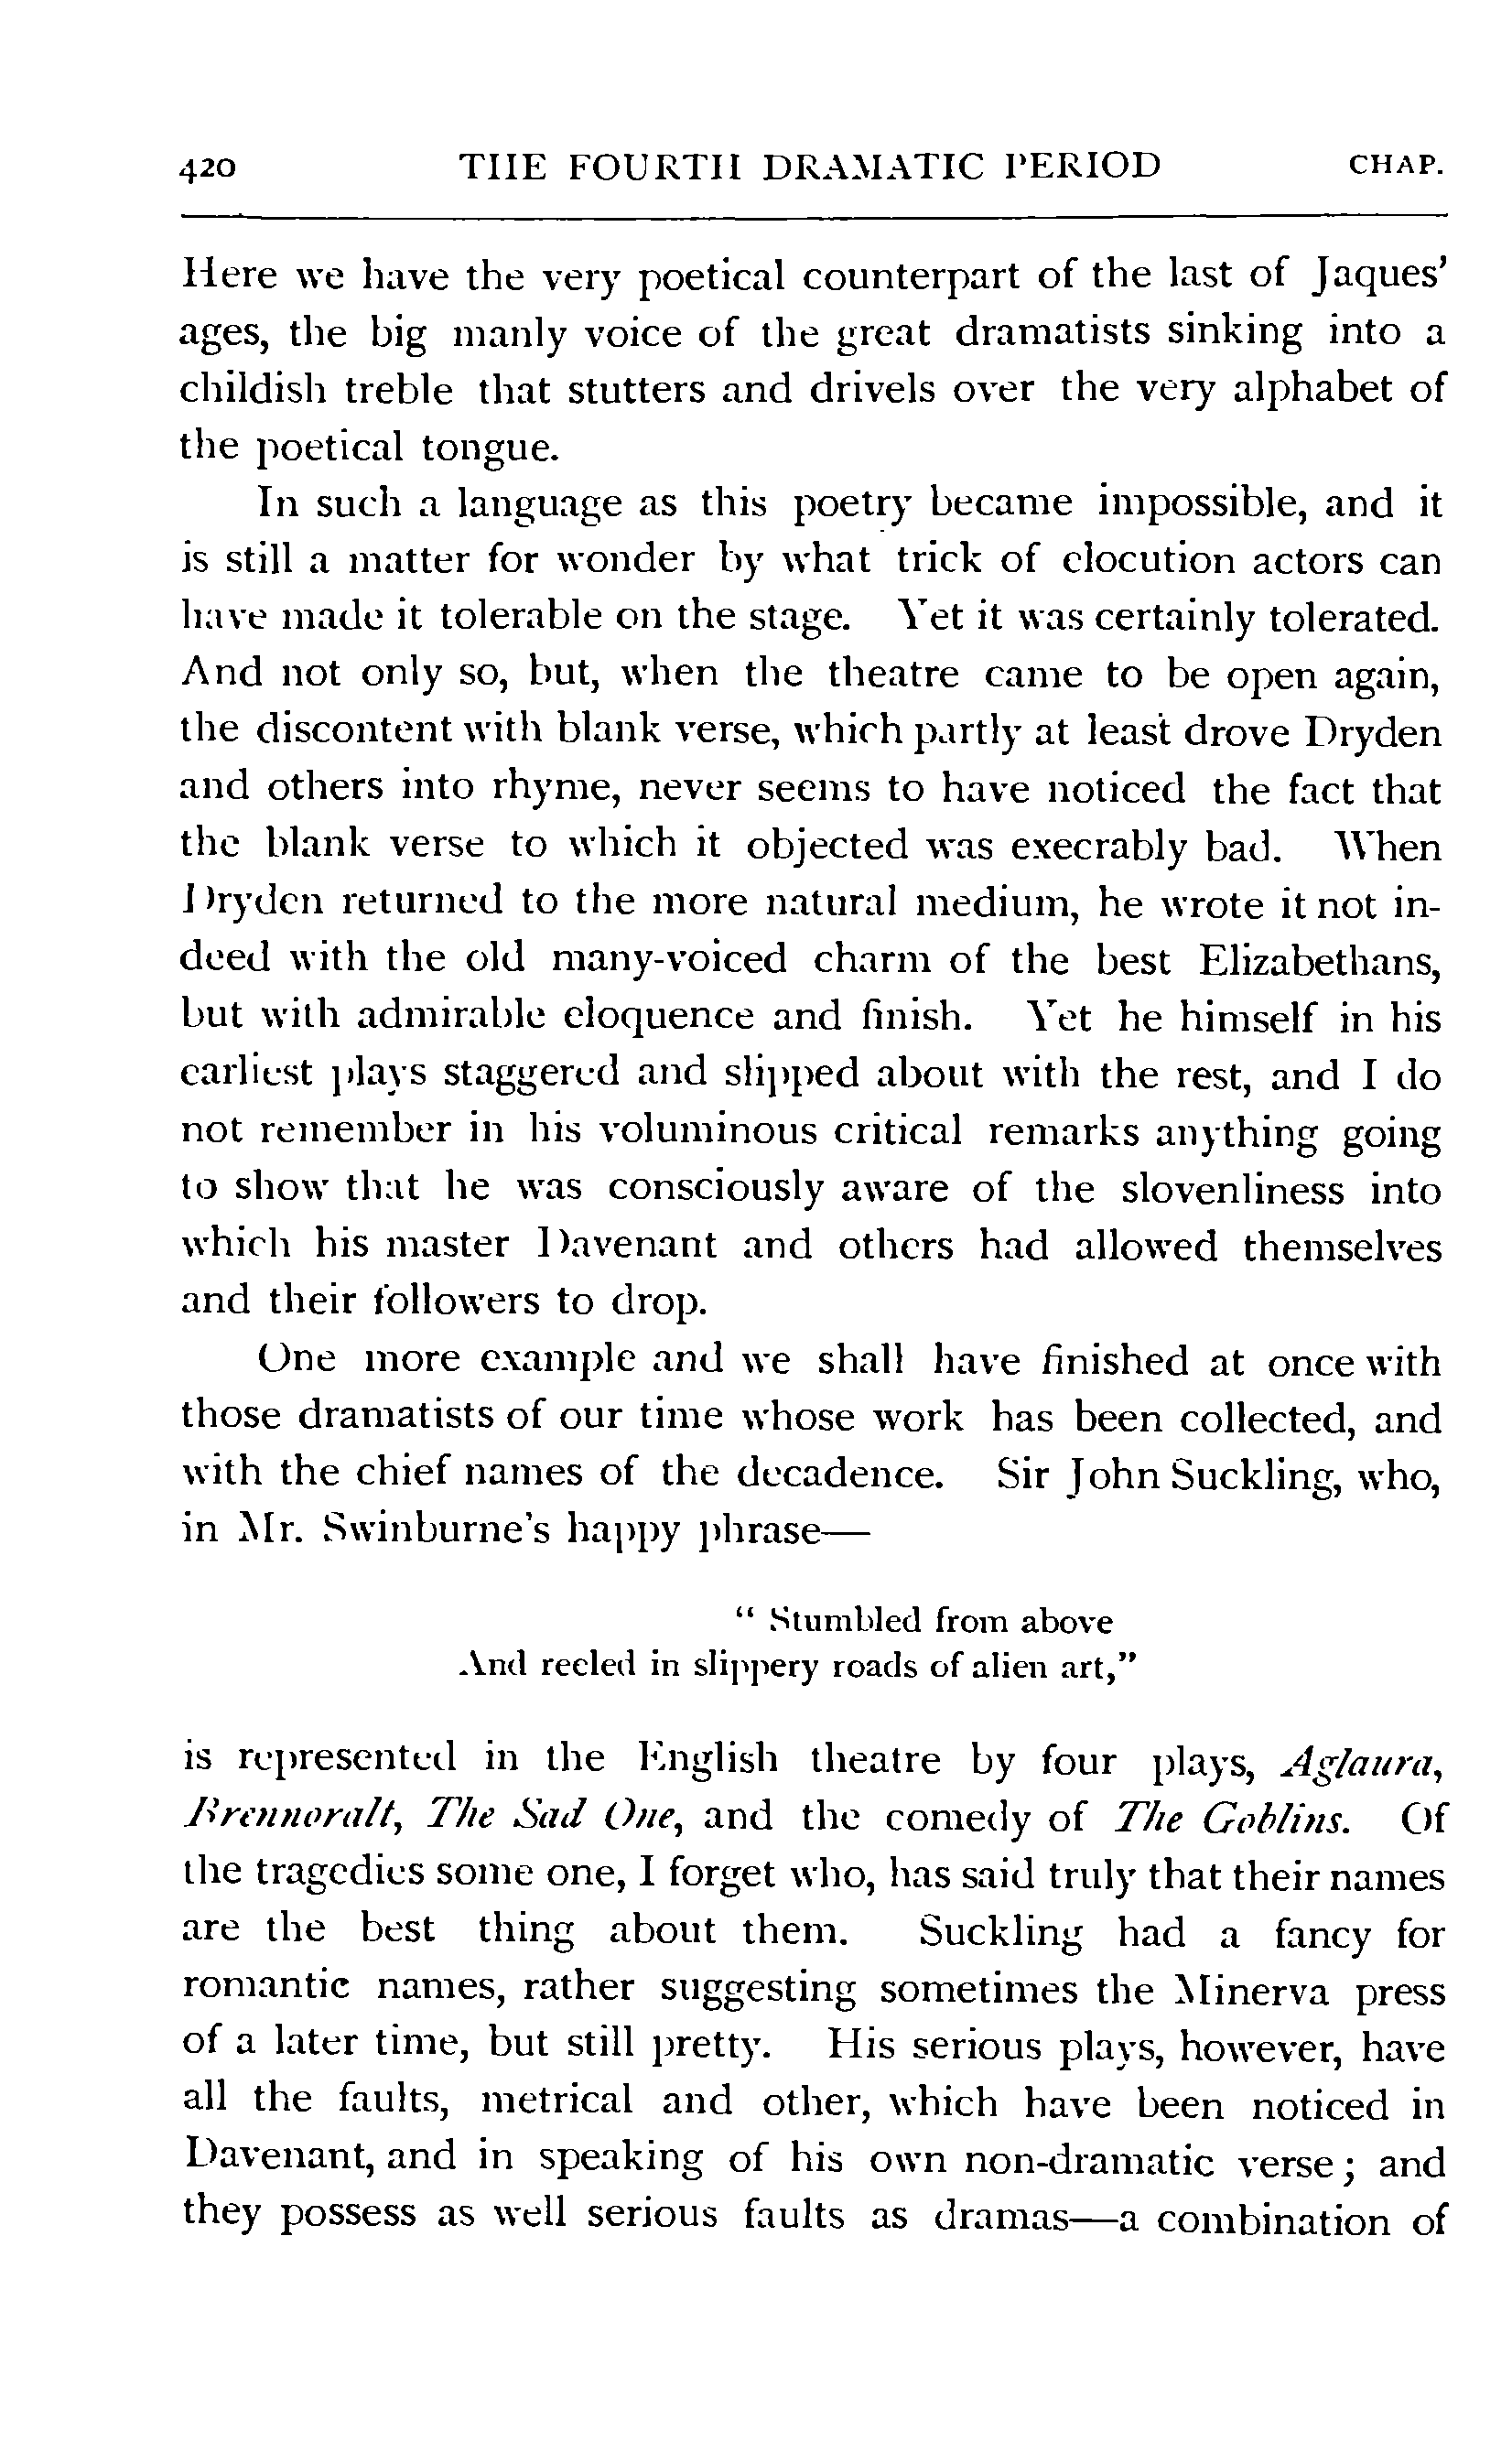 420 THE FOURTH DRAMATIC PERIOD CHAP.
Here we have the very poetical counterpart of the last of Jaques'
ages, the big manly voice of the great dramatists sinking into a
childish treble that stutters and drivels over the very alphabet of
the poetical tongue.
In such a language as this poetry became impossible, and it
is still a matter for wonder by what trick of elocution actors can
have made it tolerable on the stage. Yet it was certainly tolerated.
And not only so, but, when the theatre came to be open again,
the discontent with blank verse, which partly at least drove Dryden
and others into rhyme, never seems to have noticed the fact that
the blank verse to which it objected was execrably bad. When
Dryden returned to the more natural medium, he wrote it not in-
deed with the old many-voiced charm of the best Elizabethans,
but with admirable eloquence and finish. Yet he himself in his
earliest plays staggered and slipped about with the rest, and I do
not remember in his voluminous critical remarks anything going
to show that he was consciously aware of the slovenliness into
which his master Davenant and others had allowed themselves
and their followers to drop.
One more example and we shall have finished at once with
those dramatists of our time whose work has been collected, and
with the chief names of the decadence. Sir John Suckling, who,
in Mr. Swinburne's happy phrase—
“ Stumbled from above
And reeled in slippery roads of alien art,”
is represented in the English theatre by four plays, Aglaura,
Brennoralt, The Sad One, and the comedy of The Goblins. Of
the tragedies some one, I forget who, has said truly that their names
are the best thing about them. Suckling had a fancy for
romantic names, rather suggesting sometimes the Minerva press
of a later time, but still pretty. His serious plays, however, have
all the faults, metrical and other, which have been noticed in
Davenant, and in speaking of his own non-dramatic verse; and
they possess as well serious faults as dramas—a combination of